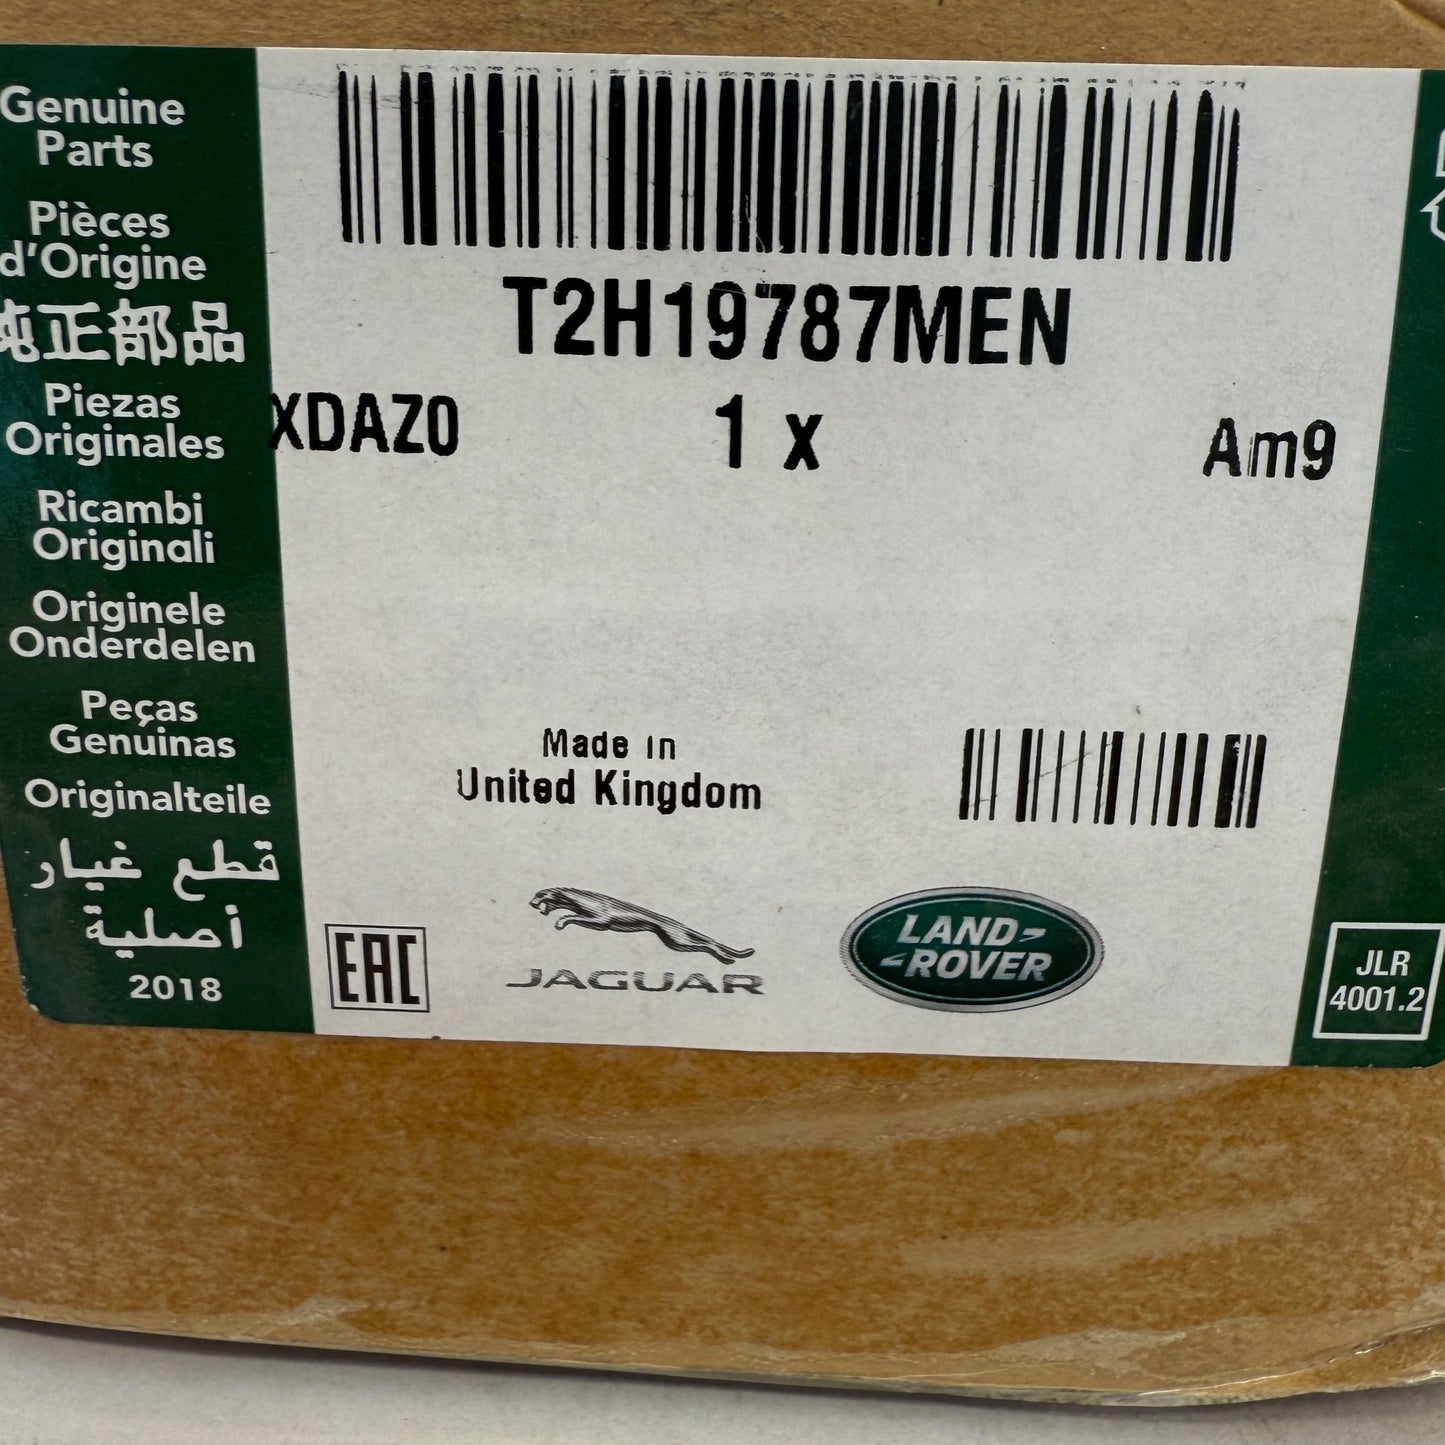 Genuine
Parts
Pièces
d'Origine
純正部品
Piezas
Originales
Ricambi
Originali
Originele
Onderdelen
Peças
Genuinas
Originalteile
قطع غيار
أصلية
2018
T2H19787MEN
XDAZ0 1 x Am9
Made in
United Kingdom
EAC
JAGUAR
LAND-
ROVER
JLR
4001.2